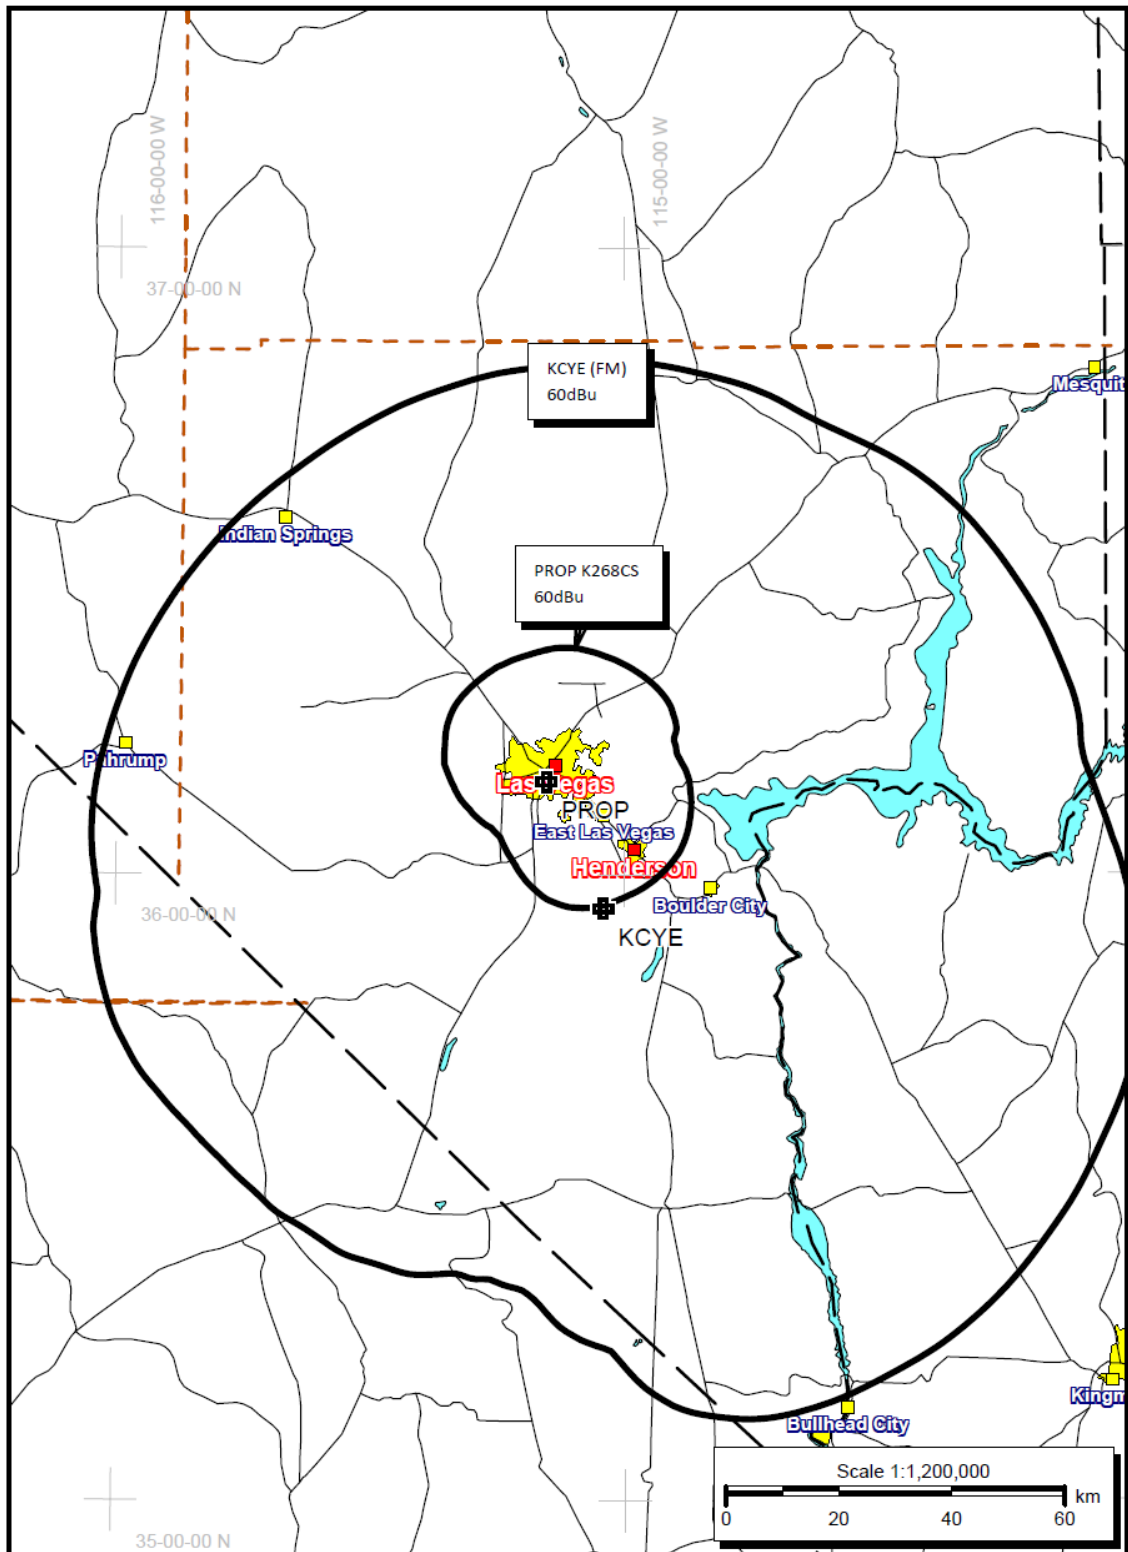 116-00-00 W
115-00-00 W
37-00-00 N
KCYE (FM)
60dBu
Mesquit
Indian Springs
PROP K268CS
60dBu
Pahrump
Las Vegas
PROP
East Las Vegas
Henderson
Boulder City
36-00-00 N
KCYE
Kingm
Bullhead City
Scale 1:1,200,000
km
0 20 40 60
35-00-00 N